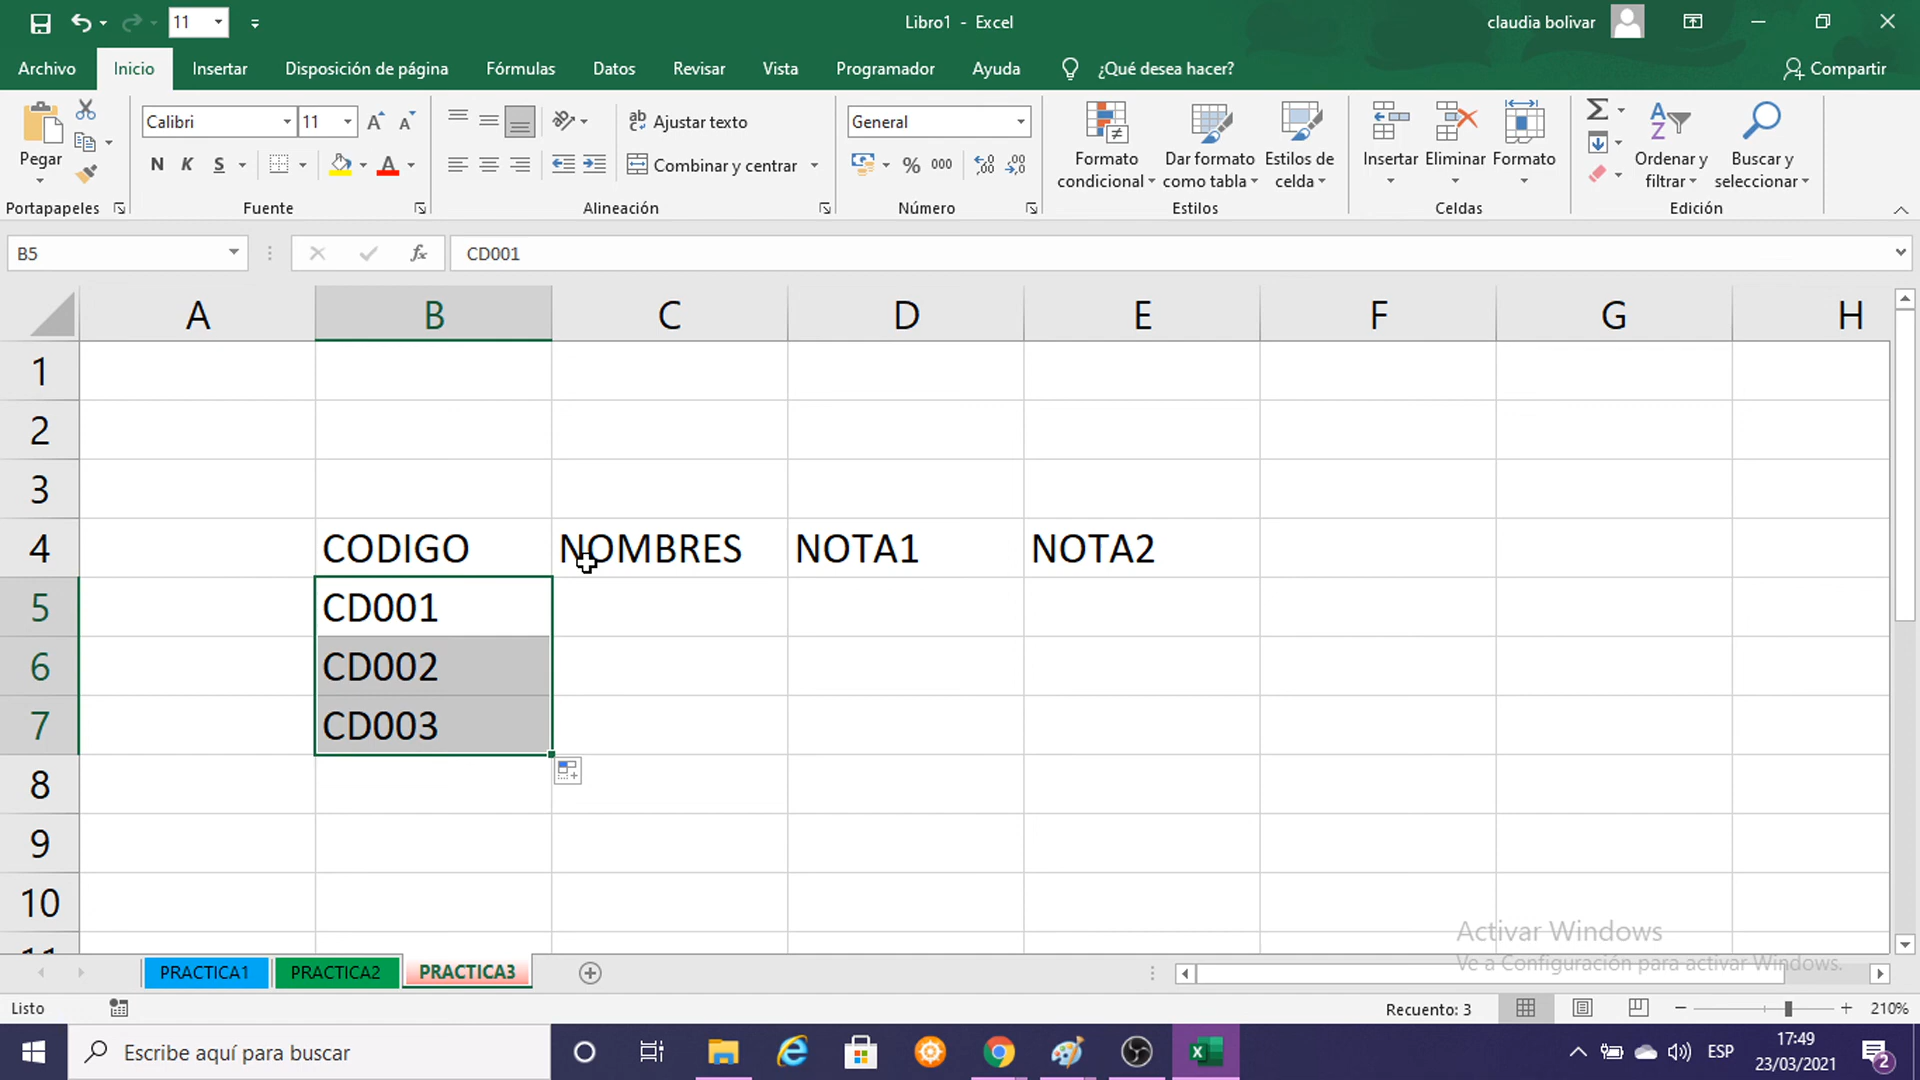 11
Libro1 - Excel
claudia bolivar
Archivo
Inicio
Insertar
Disposición de página
Fórmulas
Datos
Revisar
Vista
Programador
Ayuda
¿Qué desea hacer?
Compartir
Pegar
Portapapeles
Calibri
11
N K S
A
Fuente
ab Ajustar texto
Combinar y centrar
Alineación
General
% 000
Número
Formato condicional
Dar formato como tabla
Estilos de celda
Estilos
Insertar
Eliminar
Formato
Celdas
Ordenar y filtrar
Buscar y seleccionar
Edición
B5
fx
CD001
A B C D E F G H
1
2
3
4 CODIGO NOMBRES NOTA1 NOTA2
5 CD001
6 CD002
7 CD003
8
9
10
11
Activar Windows
Ve a Configuración para activar Windows.
PRACTICA1
PRACTICA2
PRACTICA3
Listo
Recuento: 3
210%
Escribe aquí para buscar
ESP
17:49
23/03/2021
2